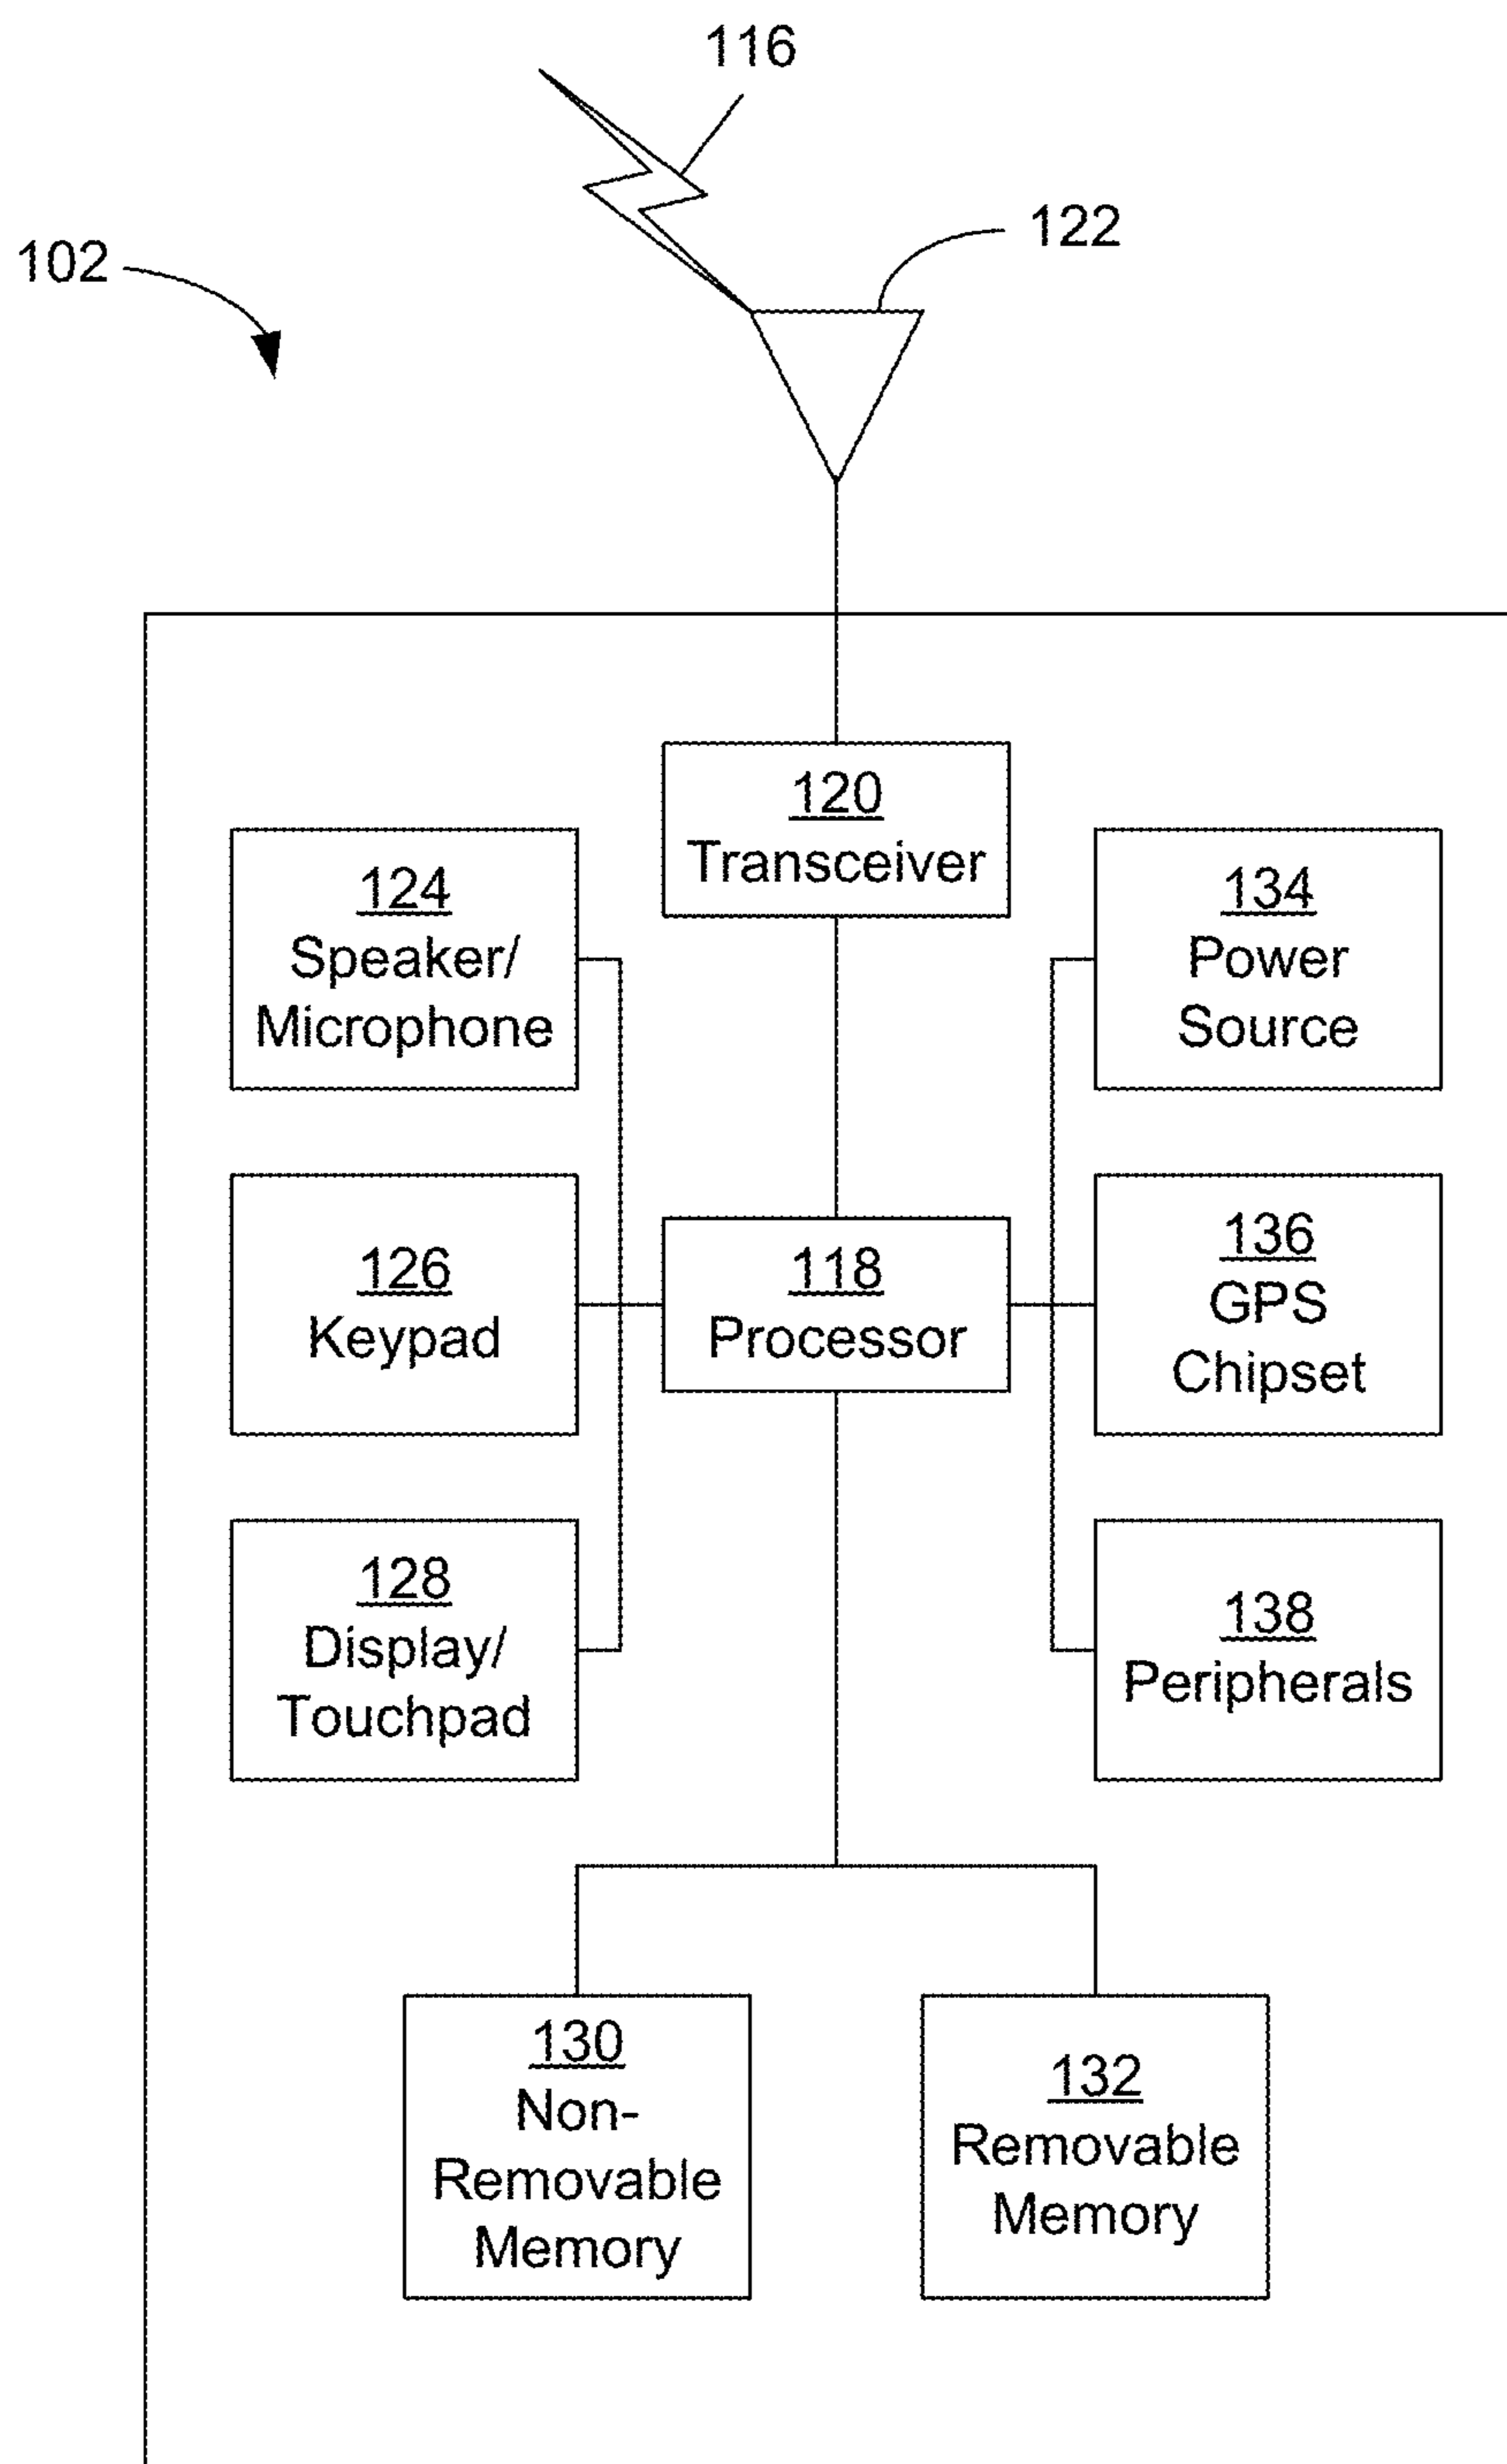 116
122
102
120
Transceiver
124
Speaker/
Microphone
134
Power
Source
126
Keypad
118
Processor
136
GPS
Chipset
128
Display/
Touchpad
138
Peripherals
130
Non-
Removable
Memory
132
Removable
Memory